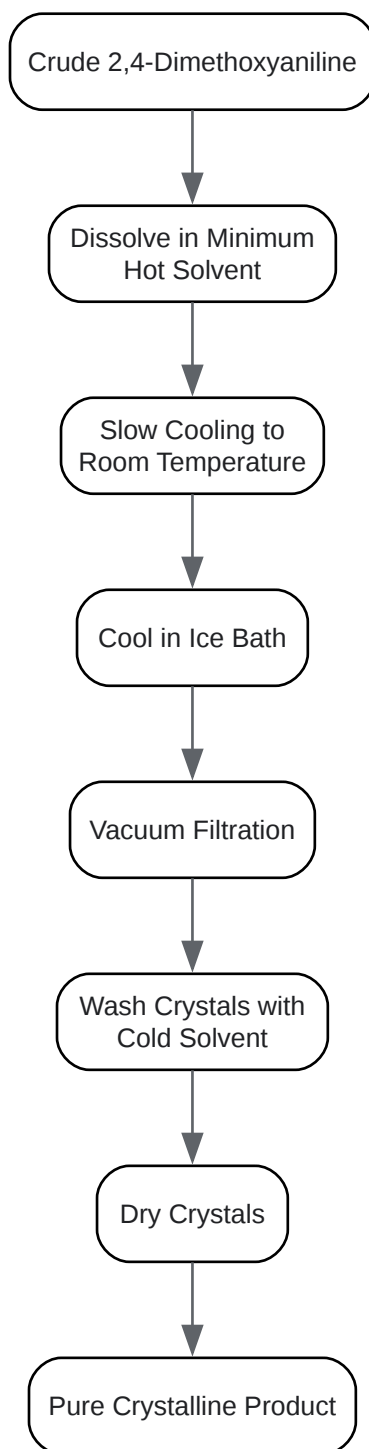 Crude 2,4-Dimethoxyaniline
Dissolve in Minimum
Hot Solvent
Slow Cooling to
Room Temperature
Cool in Ice Bath
Vacuum Filtration
Wash Crystals with
Cold Solvent
Dry Crystals
Pure Crystalline Product